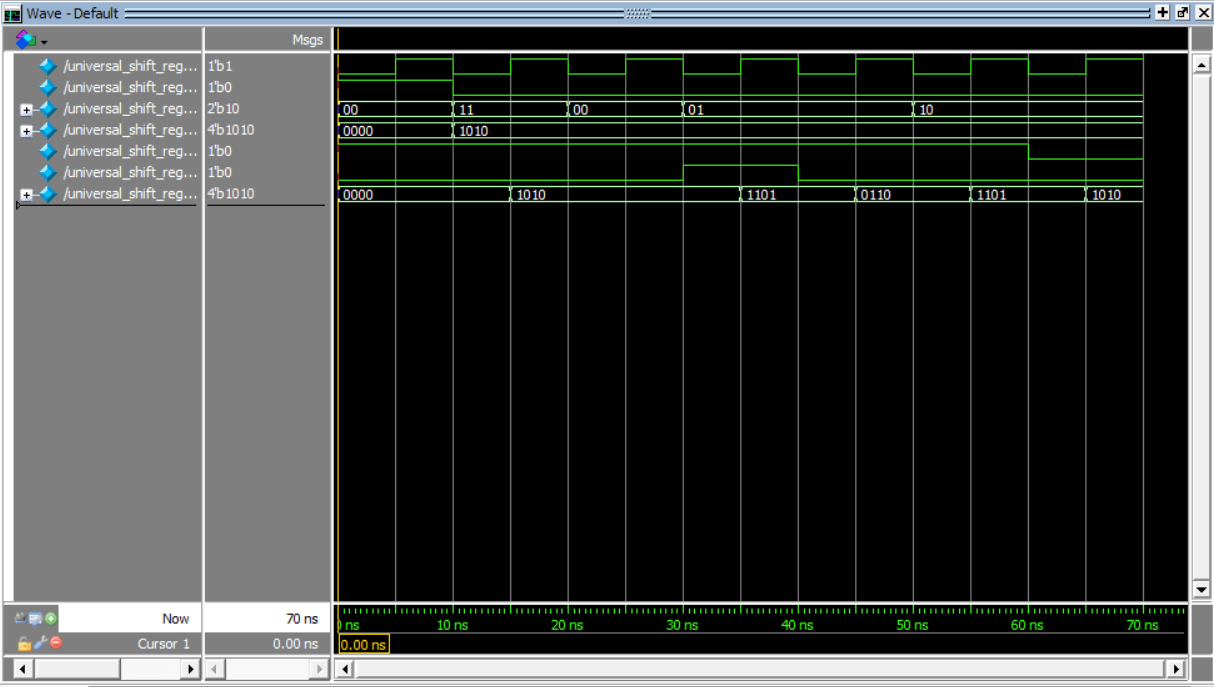 Wave - Default
Msgs
/universal_shift_reg... 1'b1
/universal_shift_reg... 1'b0
/universal_shift_reg... 2'b10 00 11 00 01 10
/universal_shift_reg... 4'b1010 0000 1010
/universal_shift_reg... 1'b0
/universal_shift_reg... 1'b0
/universal_shift_reg... 4'b1010 0000 1010 1101 0110 1101 1010
Now 70 ns ns 10 ns 20 ns 30 ns 40 ns 50 ns 60 ns 70 ns
Cursor 1 0.00 ns 0.00 ns